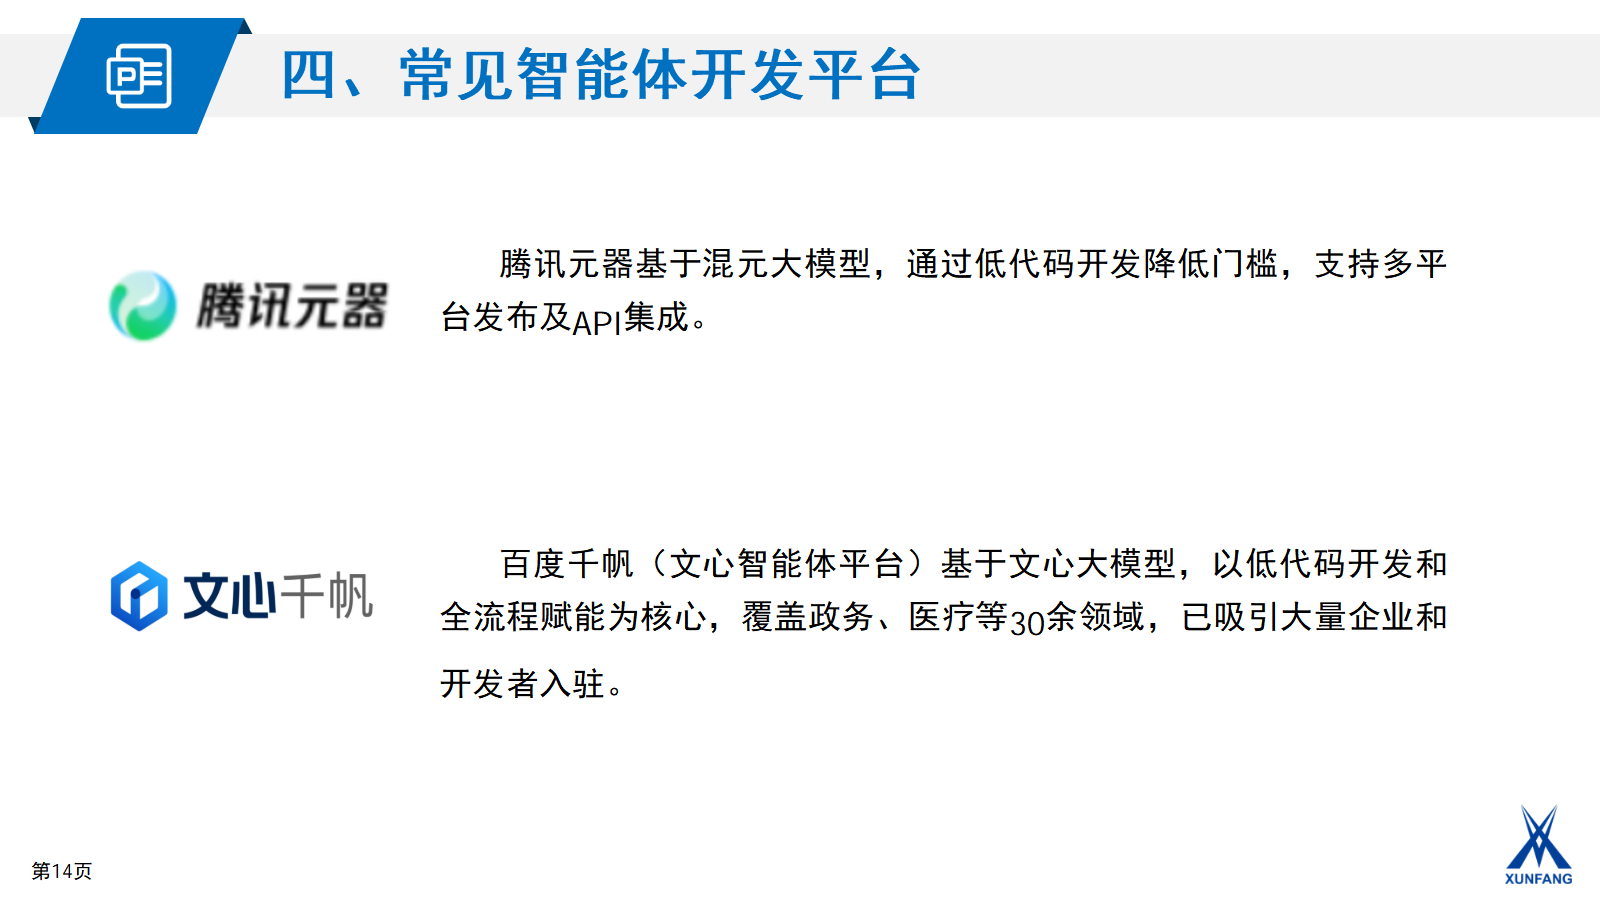 四、常见智能体开发平台
腾讯元器
腾讯元器基于混元大模型，通过低代码开发降低门槛，支持多平
台发布及API集成。
文心千帆
百度千帆（文心智能体平台）基于文心大模型，以低代码开发和
全流程赋能为核心，覆盖政务、医疗等30余领域，已吸引大量企业和
开发者入驻。
第14页
XUNFANG